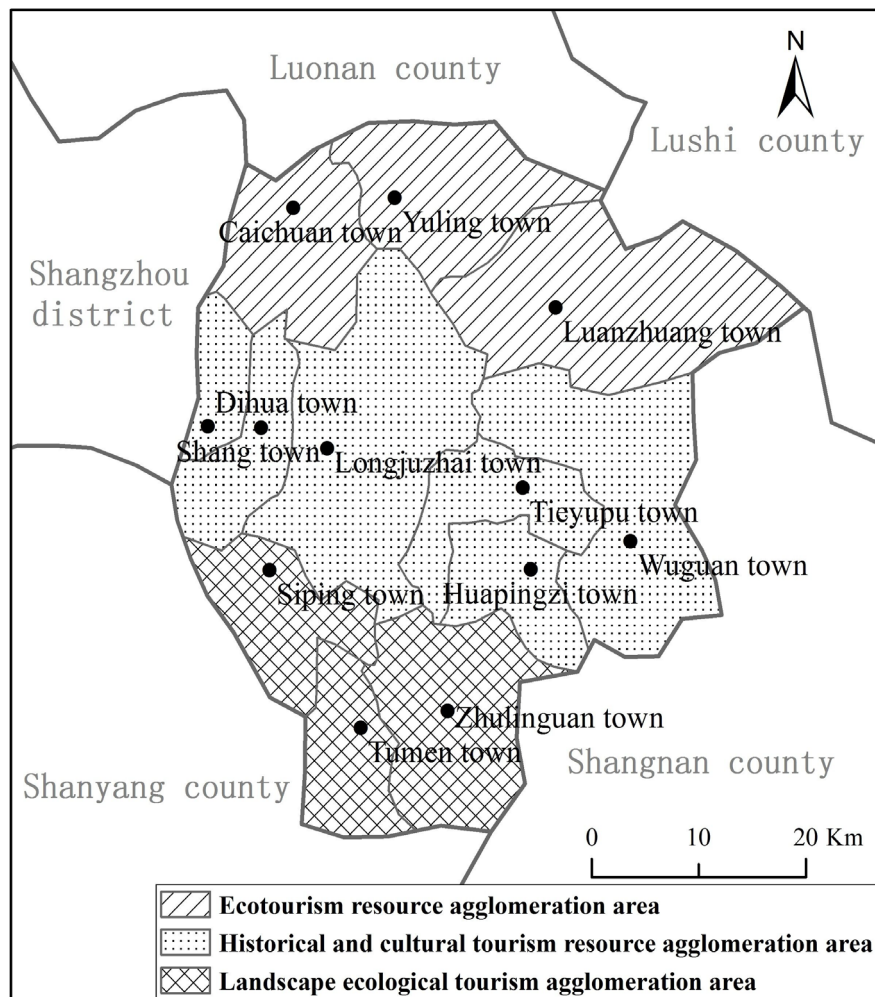 Luonan county
N
Lushi county
Caichuan town
Yuling town
Shangzhou
district
Luanzhuang town
Dihua town
Shang town
Longjuzhai town
Tieyupu town
Wuguan town
Siping town
Huapingzi town
Zhulinguan town
Tumen town
Shanyang county
Shangnan county
0 10 20 Km
Ecotourism resource agglomeration area
Historical and cultural tourism resource agglomeration area
Landscape ecological tourism agglomeration area